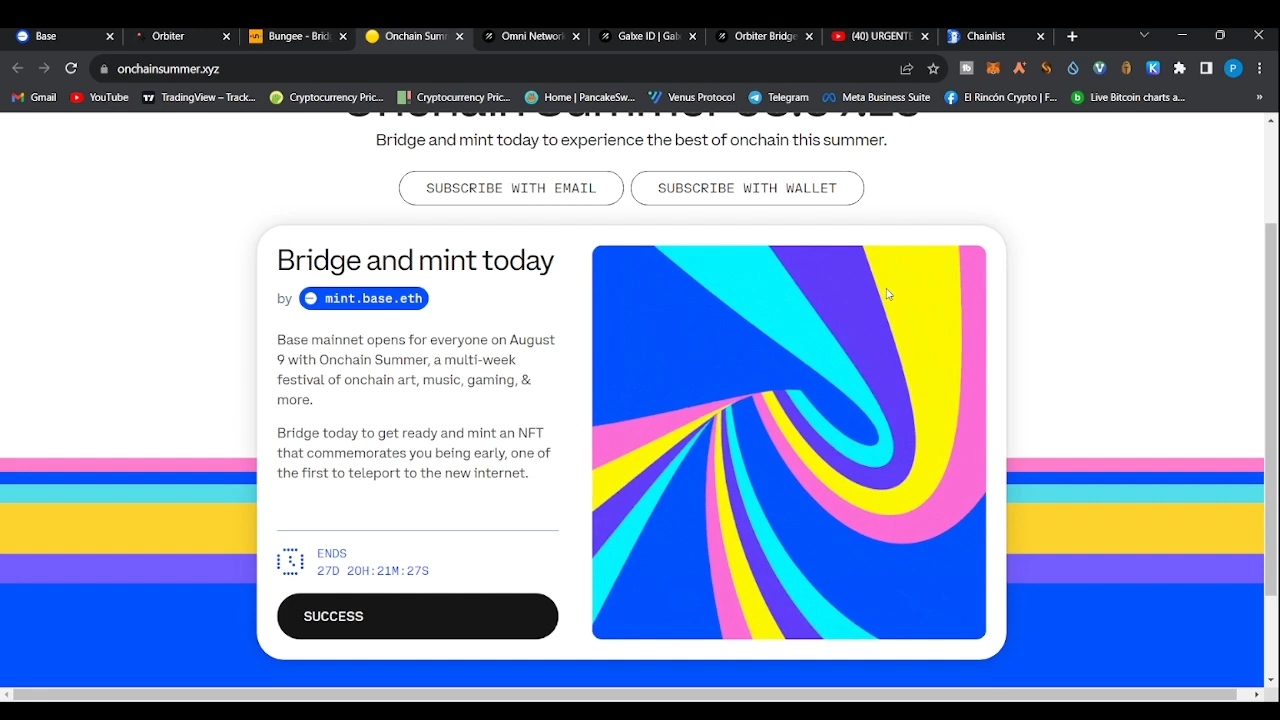 Base
Orbiter
Bungee - Bridg
Onchain Summ
Omni Network
Galxe ID | Gal
Orbiter Bridge
(40) URGENTE
Chainlist
onchainsummer.xyz
Gmail
YouTube
TradingView – Track...
Cryptocurrency Pric...
Cryptocurrency Pric...
Home | PancakeSw...
Venus Protocol
Telegram
Meta Business Suite
El Rincón Crypto | F...
Live Bitcoin charts a...
»
Bridge and mint today to experience the best of onchain this summer.
SUBSCRIBE WITH EMAIL
SUBSCRIBE WITH WALLET
Bridge and mint today
by mint.base.eth
Base mainnet opens for everyone on August
9 with Onchain Summer, a multi-week
festival of onchain art, music, gaming, &
more.
Bridge today to get ready and mint an NFT
that commemorates you being early, one of
the first to teleport to the new internet.
ENDS
27D 20H:21M:27S
SUCCESS